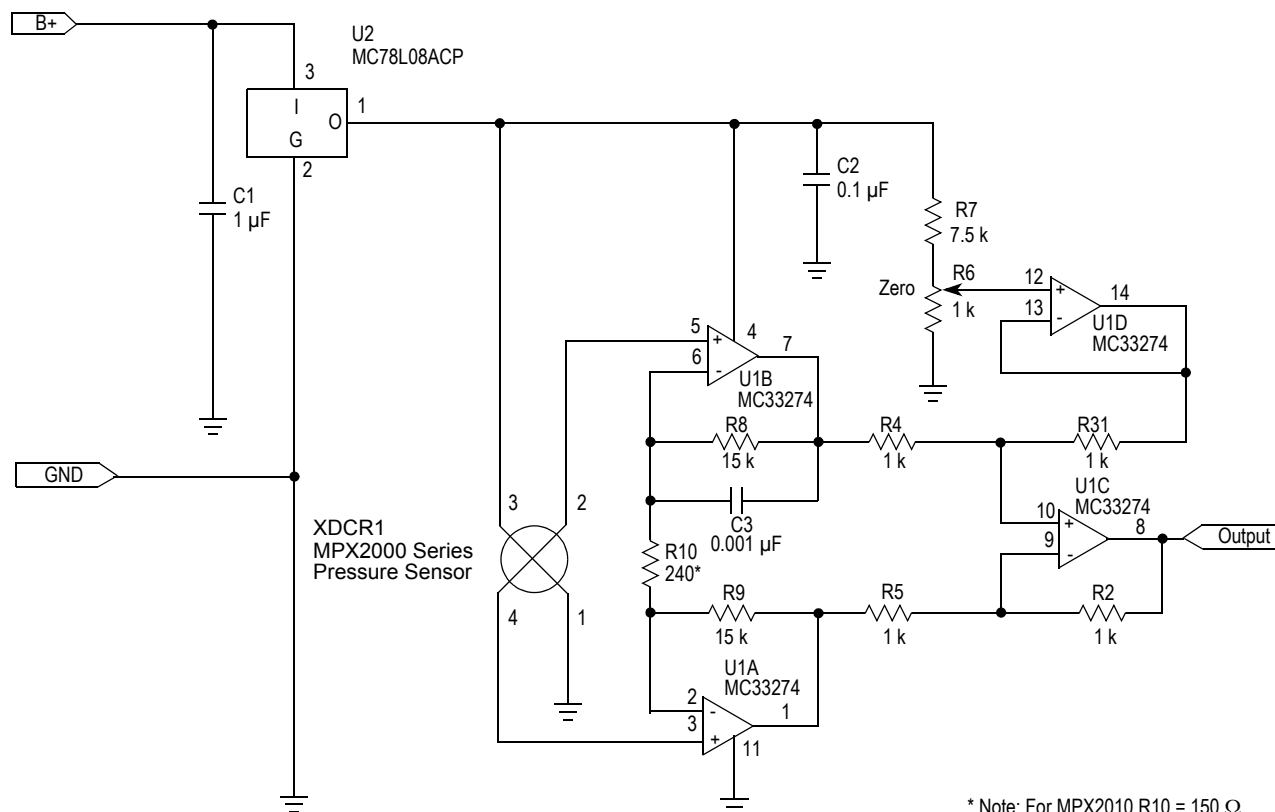 B+
U2
MC78L08ACP
3
I
O
1
G
2
C1
1 µF
C2
0.1 µF
R7
7.5 k
Zero
R6
1 k
12
+
13
-
14
U1D
MC33274
5
+
4
7
6
-
U1B
MC33274
R8
15 k
R4
1 k
R31
1 k
GND
C3
0.001 µF
U1C
MC33274
10
+
9
-
8
Output
3
2
XDCR1
MPX2000 Series
Pressure Sensor
R10
240*
4
1
R9
15 k
R5
1 k
R2
1 k
U1A
MC33274
2
-
3
+
1
11
* Note: For MPX2010 R10 = 150 Ω